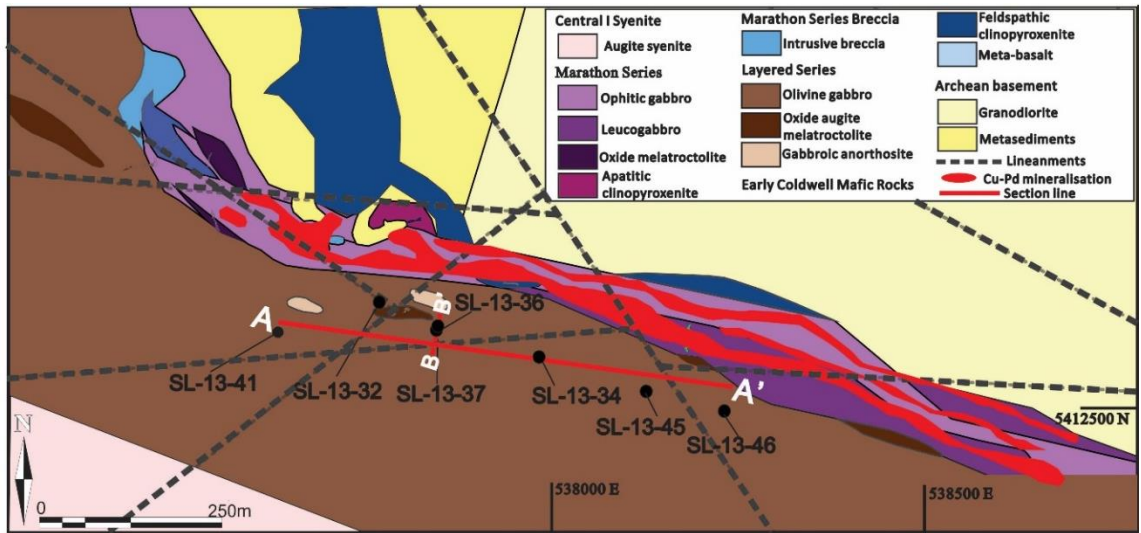 Central I Syenite
Augite syenite
Marathon Series
Ophitic gabbro
Leucogabbro
Oxide melatroctolite
Apatitic
clinopyroxenite
Marathon Series Breccia
Intrusive breccia
Layered Series
Olivine gabbro
Oxide augite
melatroctolite
Gabbroic anorthosite
Early Coldwell Mafic Rocks
Feldspathic
clinopyroxenite
Meta-basalt
Archean basement
Granodiorite
Metasediments
Lineanments
Cu-Pd mineralisation
Section line
A
B'
SL-13-36
B
SL-13-41
SL-13-32
SL-13-37
SL-13-34
A'
SL-13-45
SL-13-46
5412500 N
N
0
250m
538000 E
538500 E